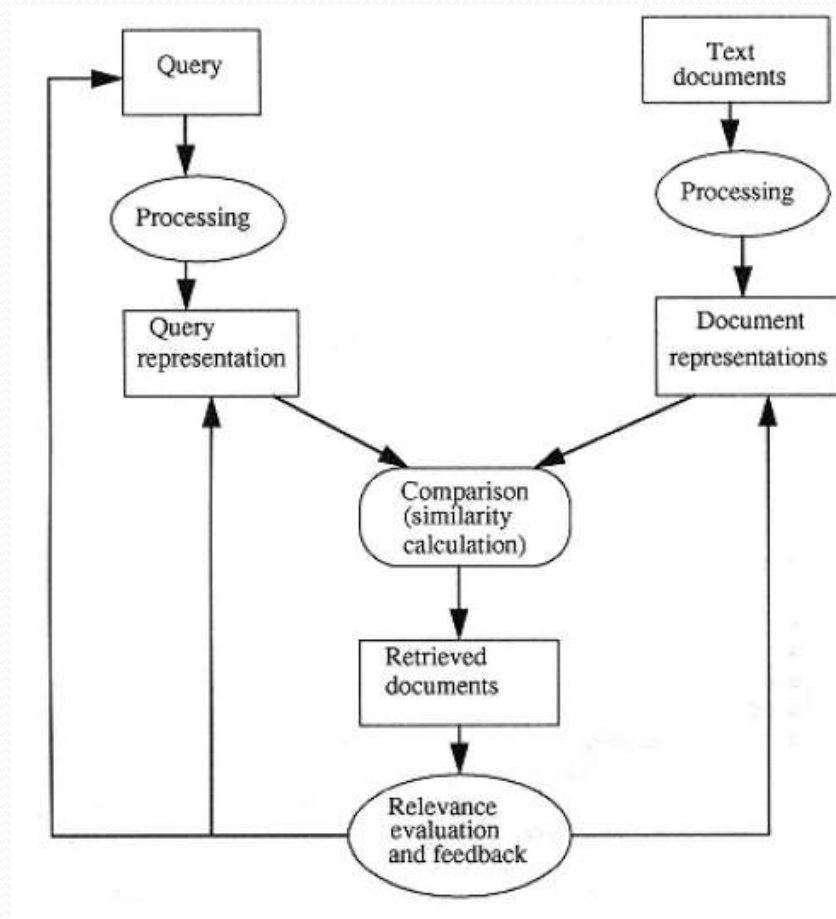 Query
Text
documents
Processing
Processing
Query
representation
Document
representations
Comparison
(similarity
calculation)
Retrieved
documents
Relevance
evaluation
and feedback